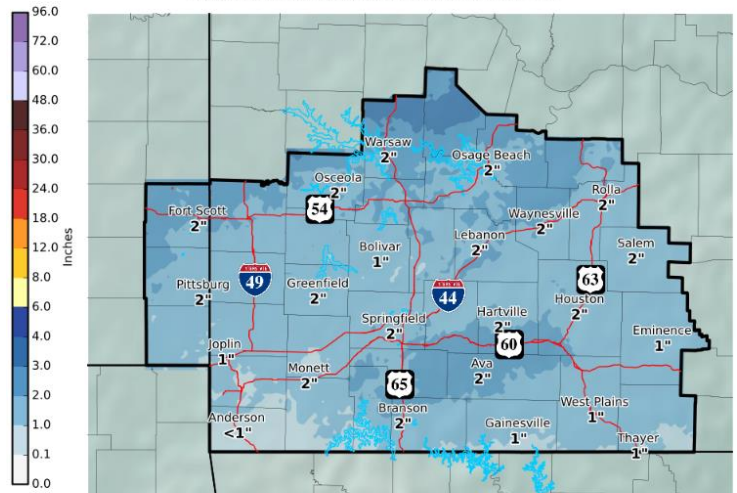 96.0
72.0
60.0
48.0
36.0
30.0
24.0
18.0
12.0
8.0
6.0
5.0
4.0
3.0
2.0
1.0
0.1
0.0
Inches
Warsaw
2"
Osage Beach
2"
Osceola
2"
54
Fort Scott
2"
Rolla
2"
Waynesville
2"
Lebanon
2"
Bolivar
1"
Salem
2"
Pittsburg
2"
49
Greenfield
2"
44
63
Houston
2"
Hartville
2"
60
Springfield
2"
Eminence
1"
Joplin
1"
Monett
2"
Ava
2"
65
Branson
2"
West Plains
1"
Anderson
<1"
Gainesville
1"
Thayer
1"